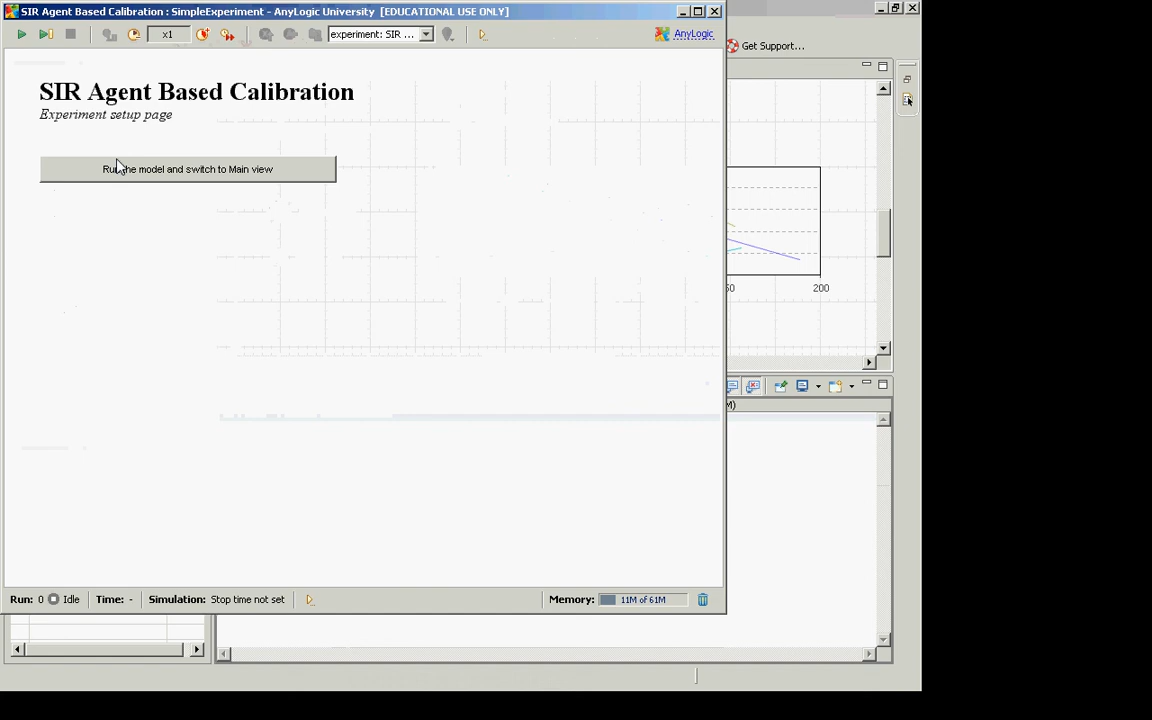 SIR Agent Based Calibration : SimpleExperiment - AnyLogic University [EDUCATIONAL USE ONLY]
x1
experiment: SIR ...
AnyLogic
Get Support...
SIR Agent Based Calibration
Experiment setup page
Run the model and switch to Main view
200
Run: 0 Idle
Time: -
Simulation: Stop time not set
Memory: 11M of 61M